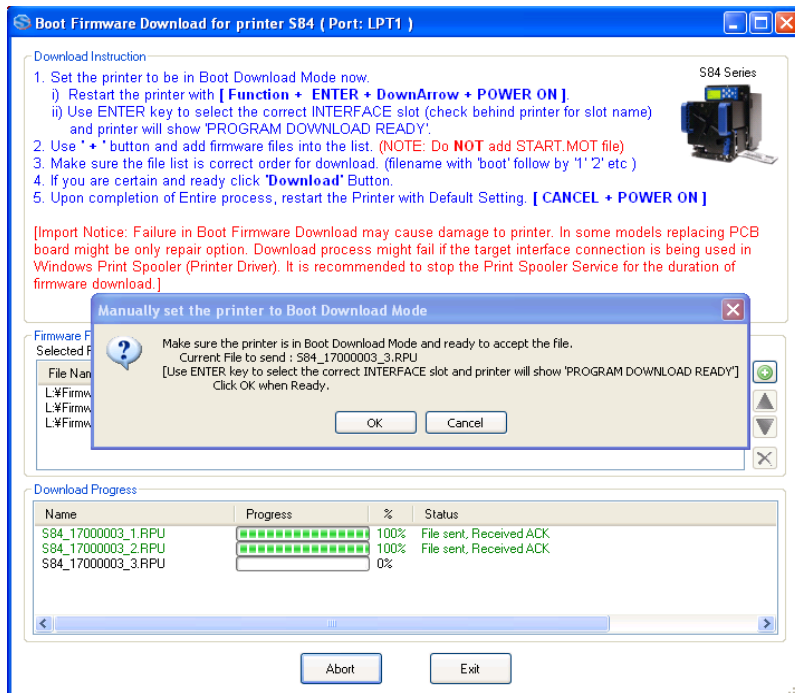 Boot Firmware Download for printer S84 ( Port: LPT1 )
Download Instruction
1. Set the printer to be in Boot Download Mode now.
i) Restart the printer with [ Function + ENTER + DownArrow + POWER ON ].
ii) Use ENTER key to select the correct INTERFACE slot (check behind printer for slot name)
and printer will show 'PROGRAM DOWNLOAD READY'.
2. Use ' + ' button and add firmware files into the list. (NOTE: Do NOT add START.MOT file)
3. Make sure the file list is correct order for download. (filename with 'boot' follow by '1' '2' etc )
4. If you are certain and ready click 'Download' Button.
5. Upon completion of Entire process, restart the Printer with Default Setting. [ CANCEL + POWER ON ]
S84 Series
[Import Notice: Failure in Boot Firmware Download may cause damage to printer. In some models replacing PCB
board might be only repair option. Download process might fail if the target interface connection is being used in
Windows Print Spooler (Printer Driver). It is recommended to stop the Print Spooler Service for the duration of
firmware download.]
Manually set the printer to Boot Download Mode
Make sure the printer is in Boot Download Mode and ready to accept the file.
Current File to send : S84_17000003_3.RPU
[Use ENTER key to select the correct INTERFACE slot and printer will show 'PROGRAM DOWNLOAD READY']
Click OK when Ready.
OK Cancel
Firmware F
Selected F
File Nan
L:¥Firmw
L:¥Firmw
L:¥Firmw
Download Progress
Name Progress % Status
S84_17000003_1.RPU 100% File sent, Received ACK
S84_17000003_2.RPU 100% File sent, Received ACK
S84_17000003_3.RPU 0%
Abort Exit